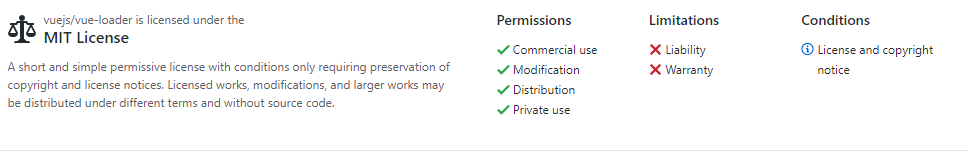 vuejs/vue-loader is licensed under the
MIT License
A short and simple permissive license with conditions only requiring preservation of
copyright and license notices. Licensed works, modifications, and larger works may
be distributed under different terms and without source code.
Permissions
Commercial use
Modification
Distribution
Private use
Limitations
Liability
Warranty
Conditions
License and copyright
notice